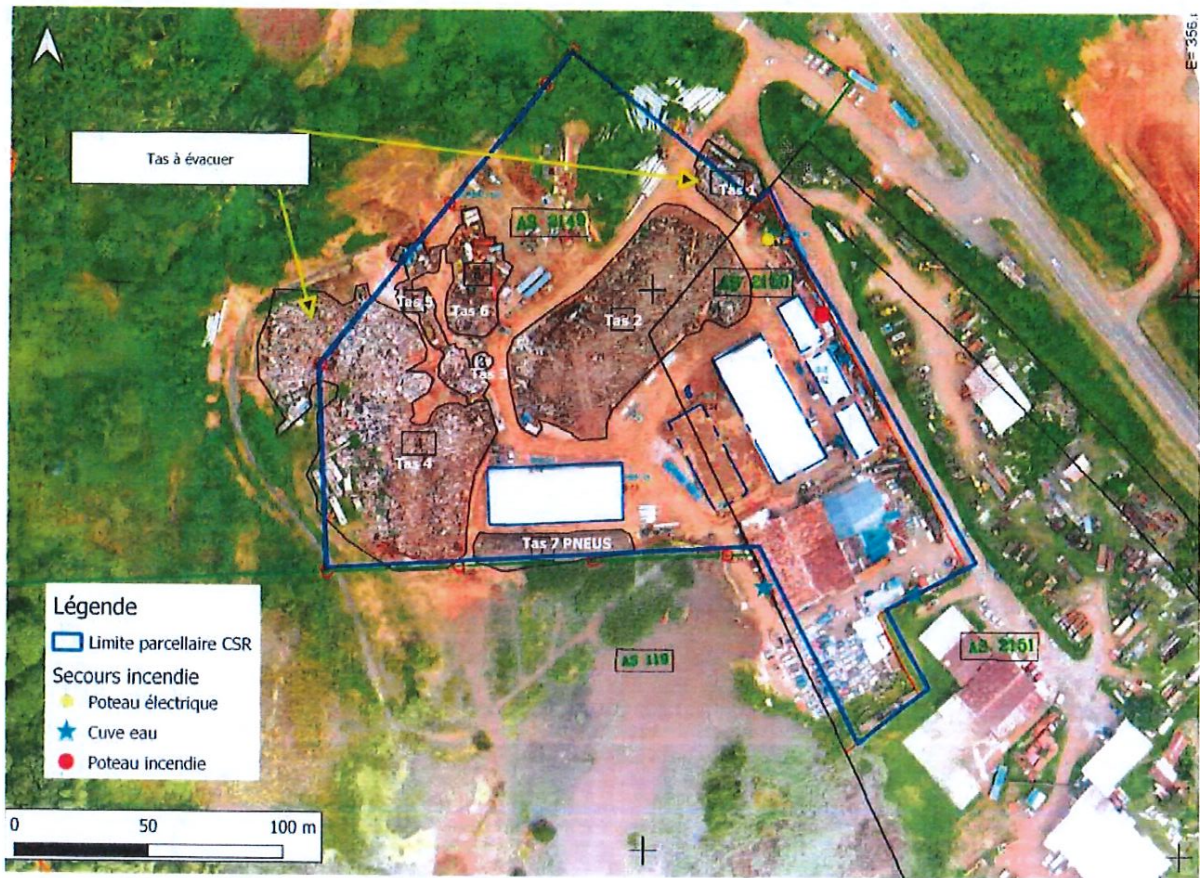 Tas à évacuer
Tas 1
AS 2149
Tas 5
Tas 6
Tas 2
3
Tas 3
4
Tas 4
Tas 7 PNEUS
AS 119
AS 2151
Légende
Limite parcellaire CSR
Secours incendie
Poteau électrique
Cuve eau
Poteau incendie
0 50 100 m